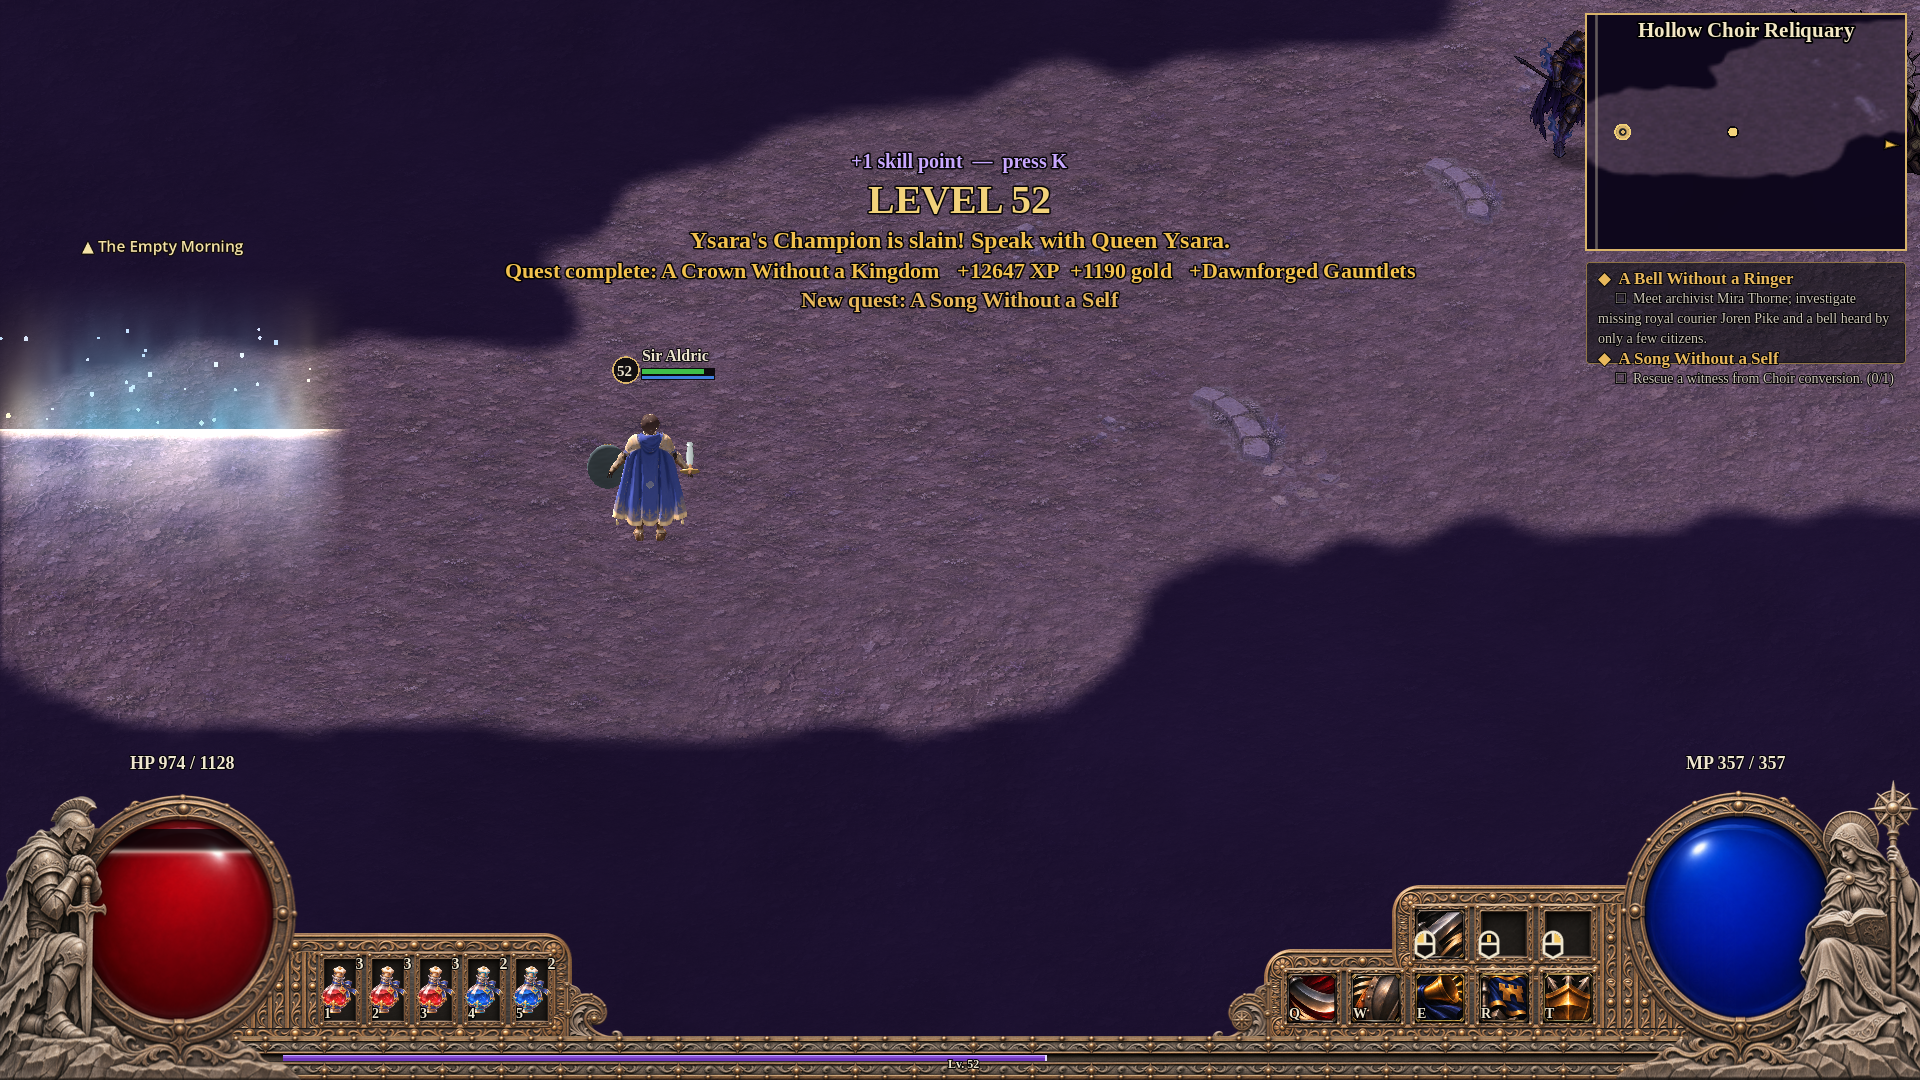 Hollow Choir Reliquary
+1 skill point — press K
LEVEL 52
Ysara's Champion is slain! Speak with Queen Ysara.
Quest complete: A Crown Without a Kingdom +12647 XP +1190 gold +Dawnforged Gauntlets
New quest: A Song Without a Self
▲ The Empty Morning
◆ A Bell Without a Ringer
Meet archivist Mira Thorne; investigate
missing royal courier Joren Pike and a bell heard by
only a few citizens.
◆ A Song Without a Self
Rescue a witness from Choir conversion. (0/1)
Sir Aldric
52
HP 974 / 1128
MP 357 / 357
3 3 3 2 2
1 2 3 4 5
Q W E R T
Lv. 52